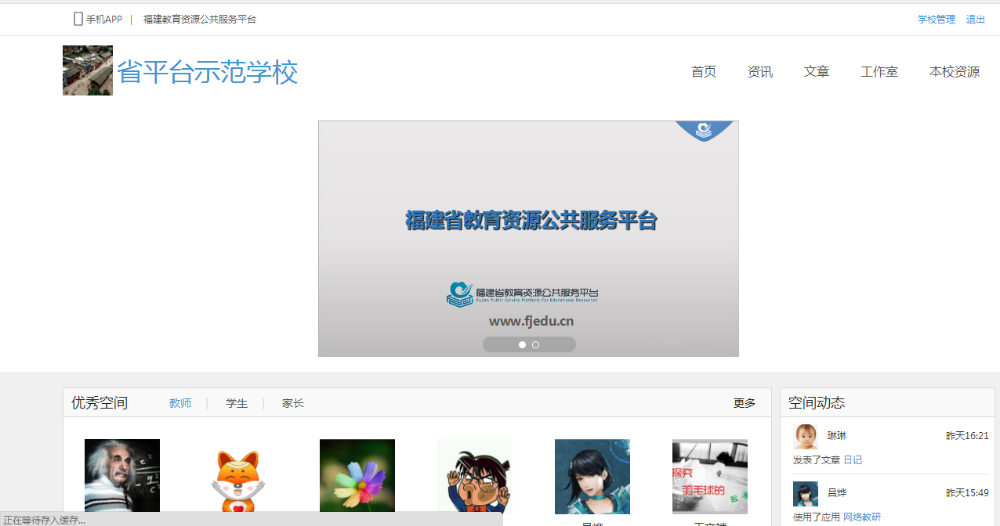 手机APP | 福建教育资源公共服务平台
学校管理 退出
省平台示范学校
首页 资讯 文章 工作室 本校资源
福建省教育资源公共服务平台
福建省教育资源公共服务平台
Fujian Public Service Platform For Educational Resources
www.fjedu.cn
优秀空间 教师 | 学生 | 家长 更多
空间动态
琳琳 昨天16:21
发表了文章 日记
吕烨 昨天15:49
使用了应用 网络教研
探究
羽毛球的
正在等待存入缓存...